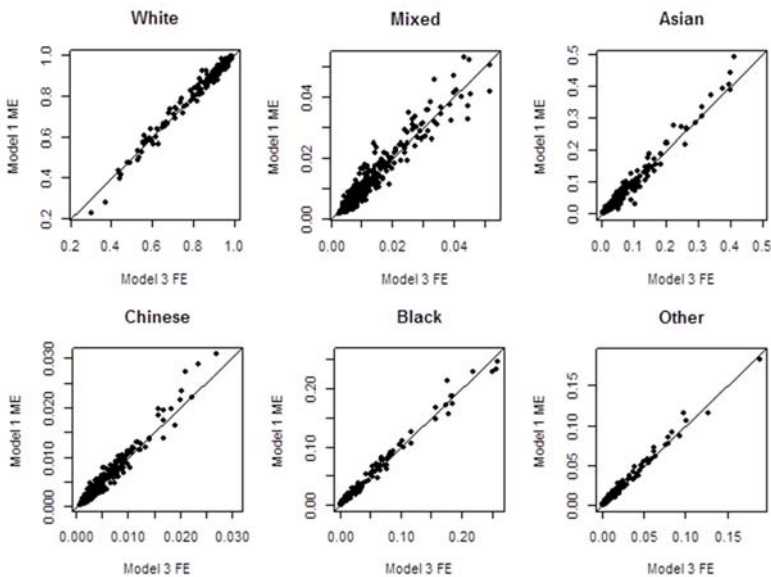 White Mixed Asian
Model 1 ME
0.2 0.4 0.6 0.8 1.0
0.2 0.4 0.6 0.8 1.0
Model 3 FE
Model 1 ME
0.00 0.02 0.04
0.00 0.02 0.04
Model 3 FE
Model 1 ME
0.0 0.1 0.2 0.3 0.4 0.5
0.0 0.1 0.2 0.3 0.4 0.5
Model 3 FE
Chinese Black Other
Model 1 ME
0.000 0.010 0.020 0.030
0.000 0.010 0.020 0.030
Model 3 FE
Model 1 ME
0.00 0.10 0.20
0.00 0.10 0.20
Model 3 FE
Model 1 ME
0.00 0.05 0.10 0.15
0.00 0.05 0.10 0.15
Model 3 FE